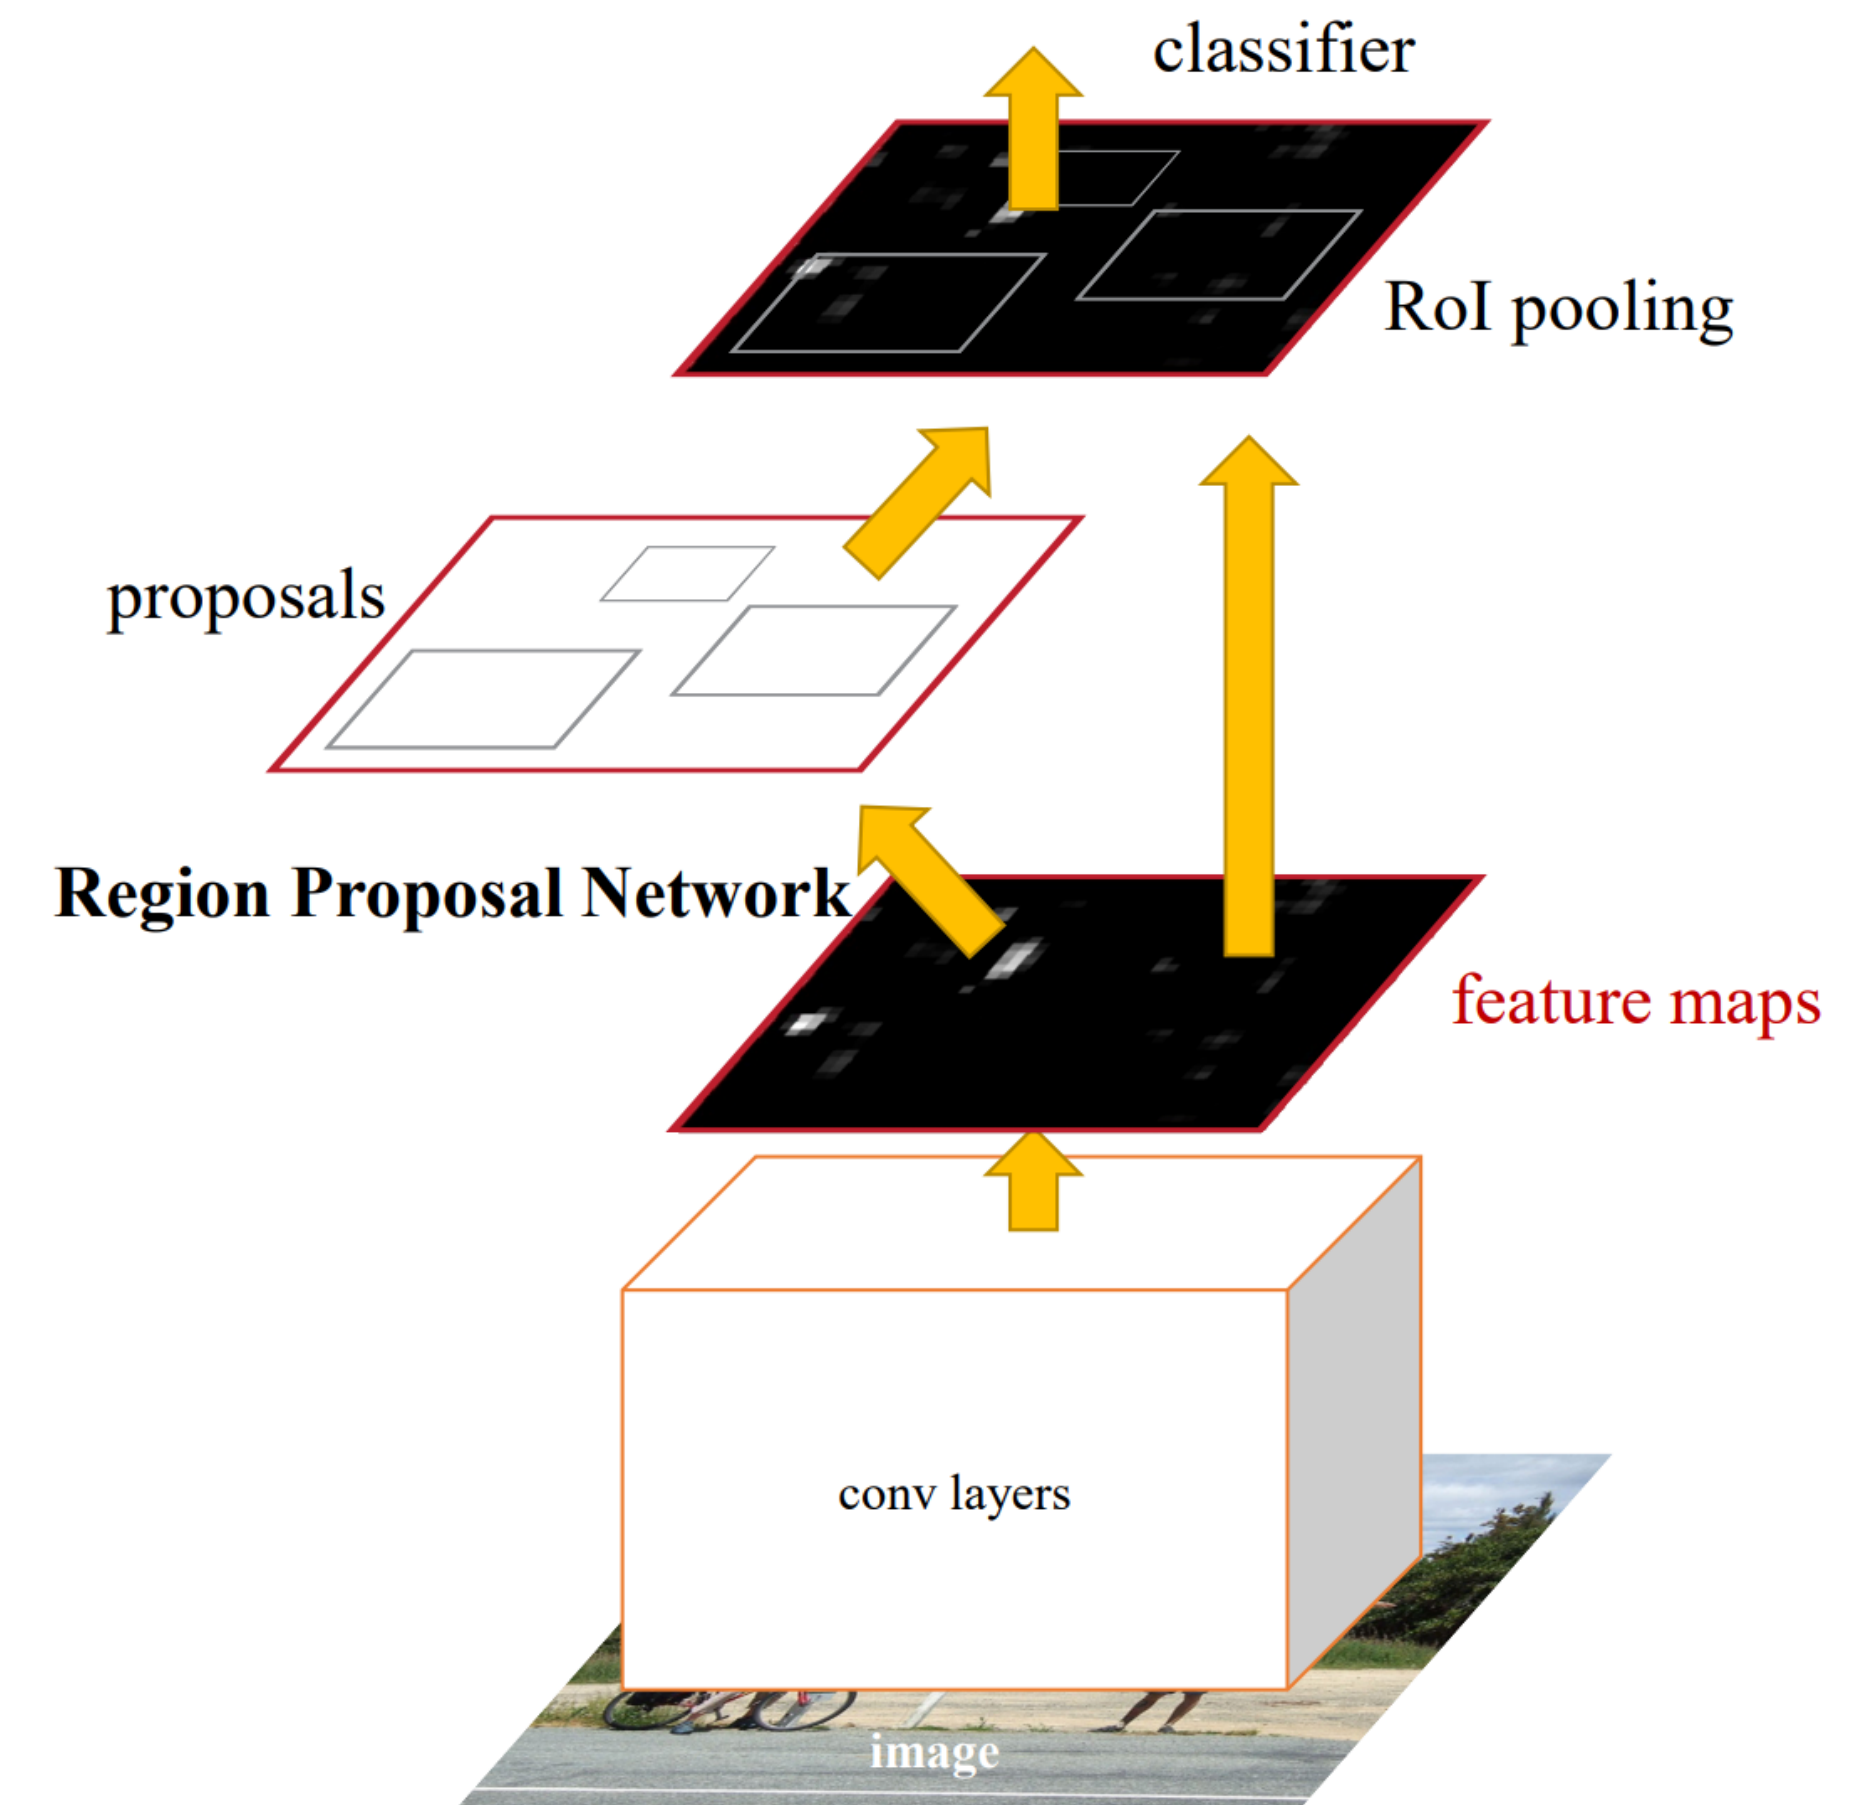 classifier
RoI pooling
proposals
Region Proposal Network
feature maps
conv layers
image